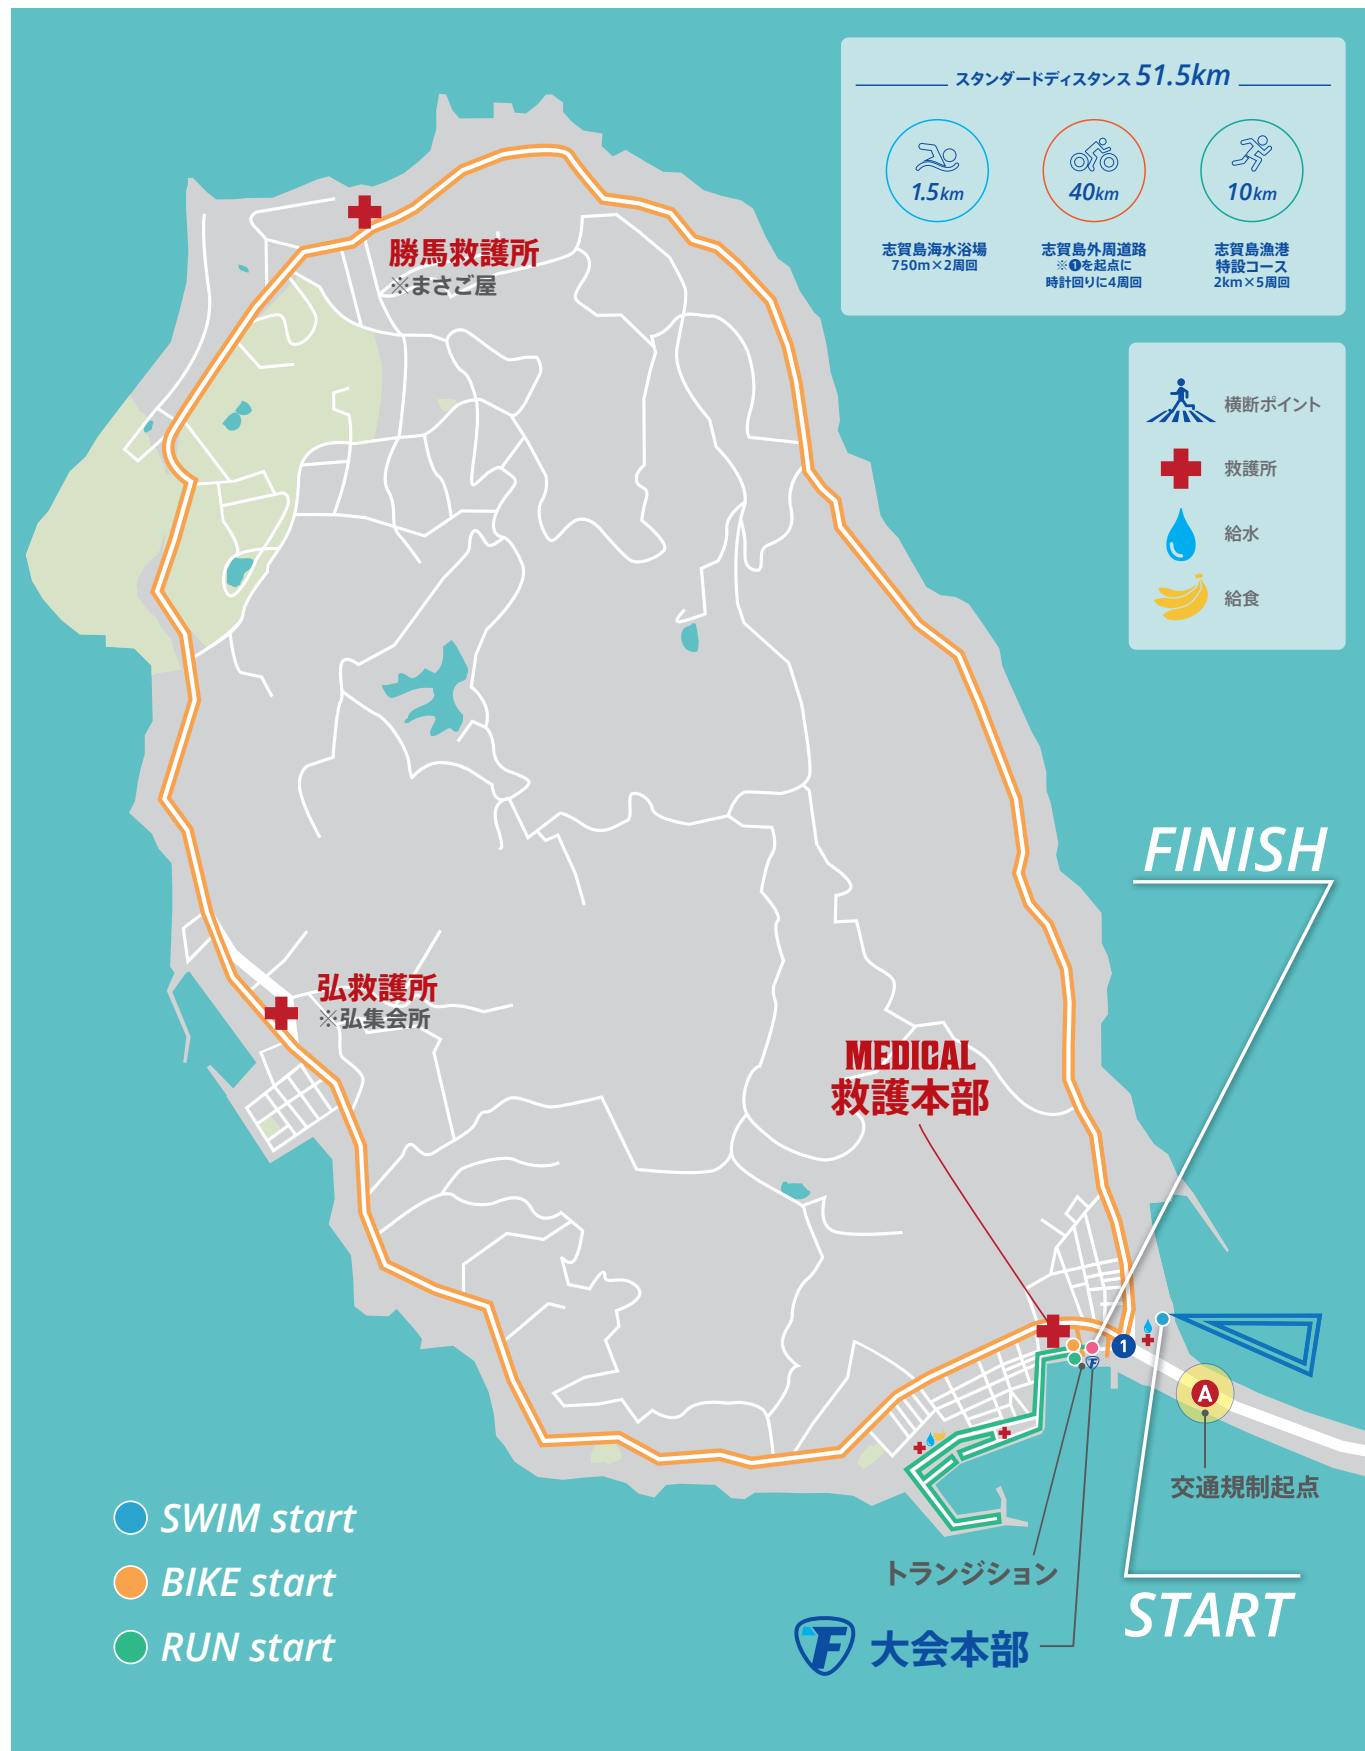 スタンダードディスタンス 51.5km
1.5km
40km
10km
志賀島海水浴場
750m×2周回
志賀島外周道路
※❶を起点に
時計回りに4周回
志賀島漁港
特設コース
2km×5周回
横断ポイント
救護所
給水
給食
勝馬救護所
※まさご屋
FINISH
弘救護所
※弘集会所
MEDICAL
救護本部
1
A
交通規制起点
トランジション
START
F
大会本部
SWIM start
BIKE start
RUN start